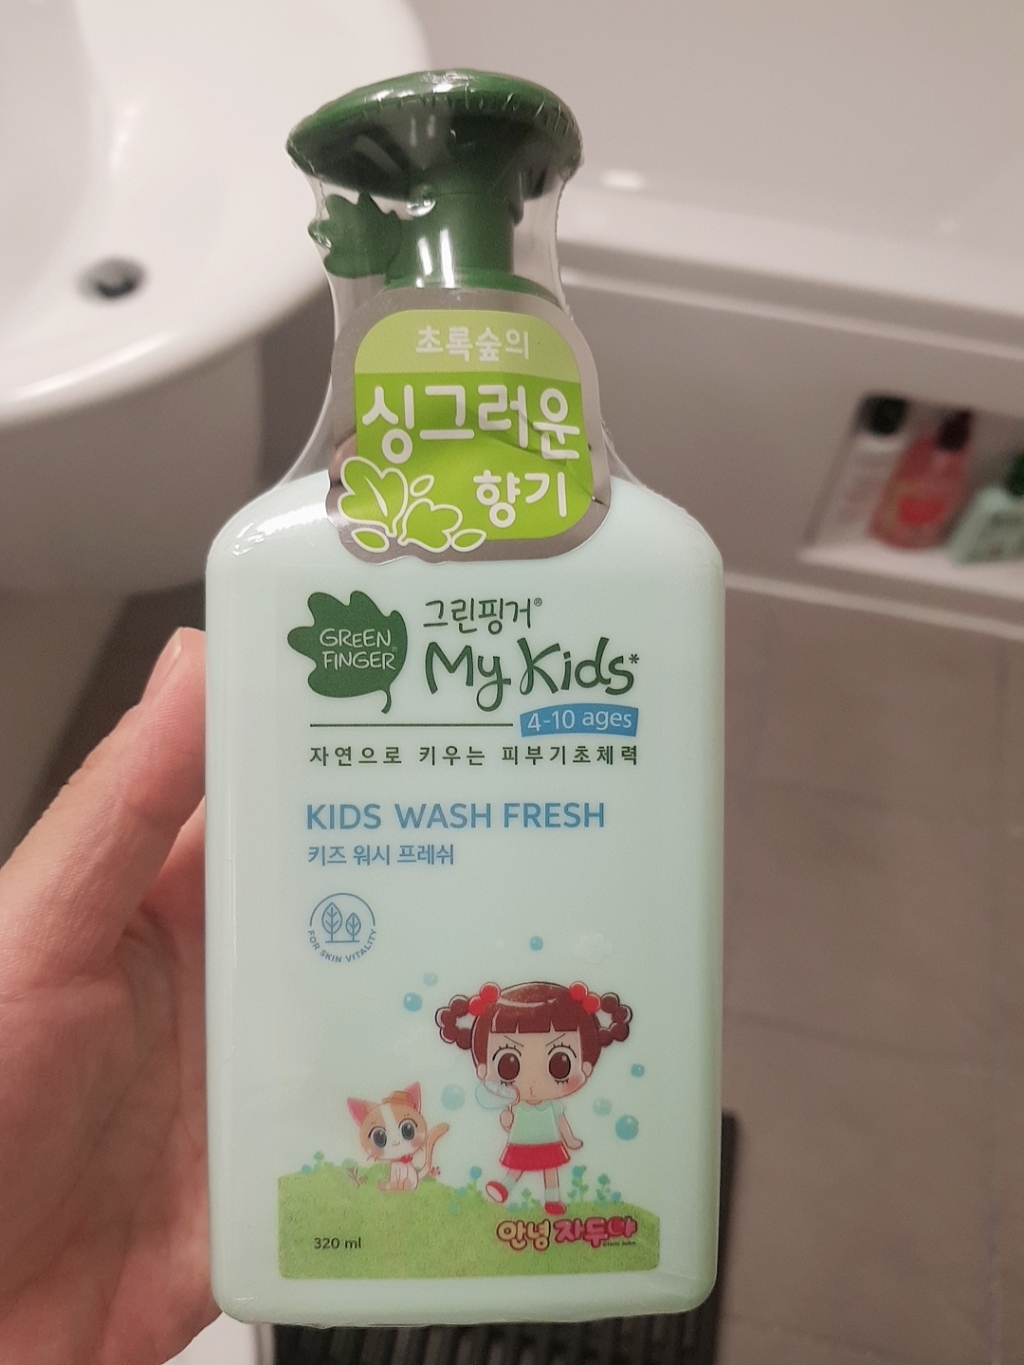 초록숲의
싱그러운
향기
GREEN
FINGER
그린핑거®
My Kids*
4-10 ages
자연으로 키우는 피부기초체력
KIDS WASH FRESH
키즈 워시 프레쉬
FOR SKIN VITALITY
안녕 자두야
320 ml